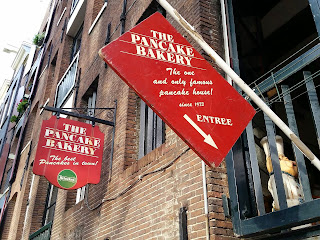 THE
PANCAKE
BAKERY
The one
and only famous
pancake house!
since 1973
ENTREE
THE
PANCAKE
BAKERY
The best
Pancakes in town!
Heineken